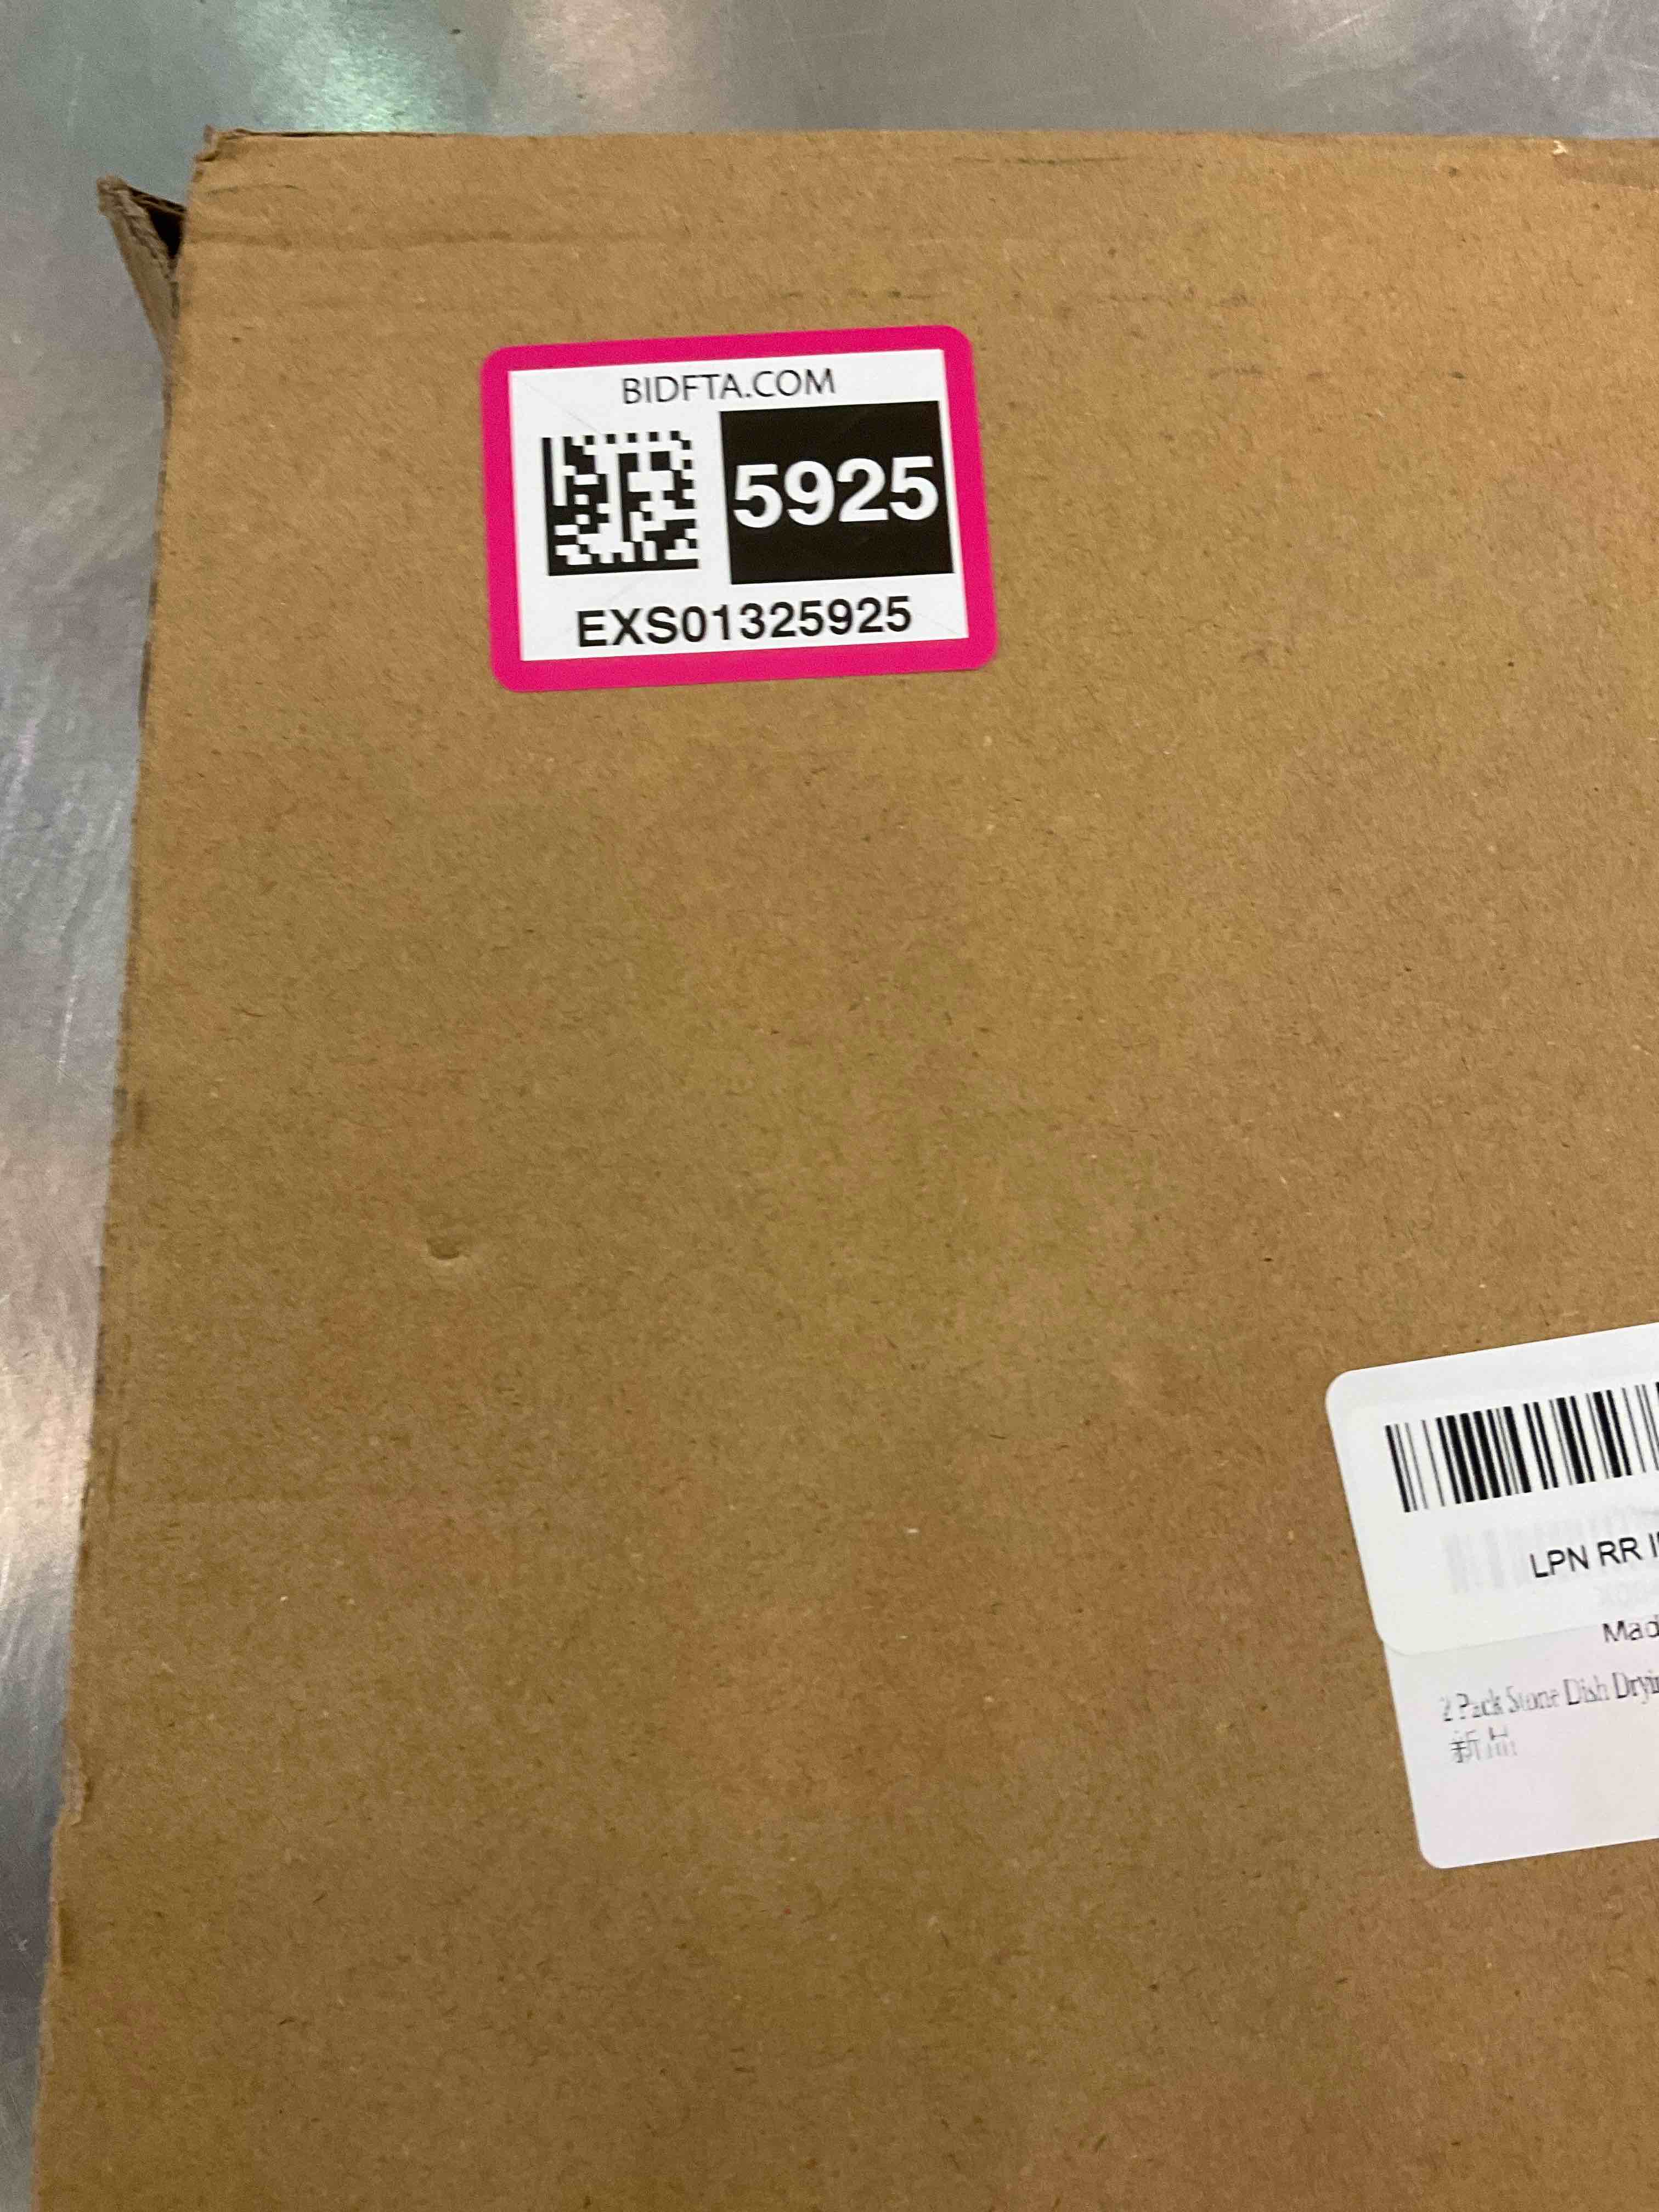 BIDFTA.COM
5925
EXS01325925
LPN RR
Mad
2 Pack Stone Dish Dryi
新品